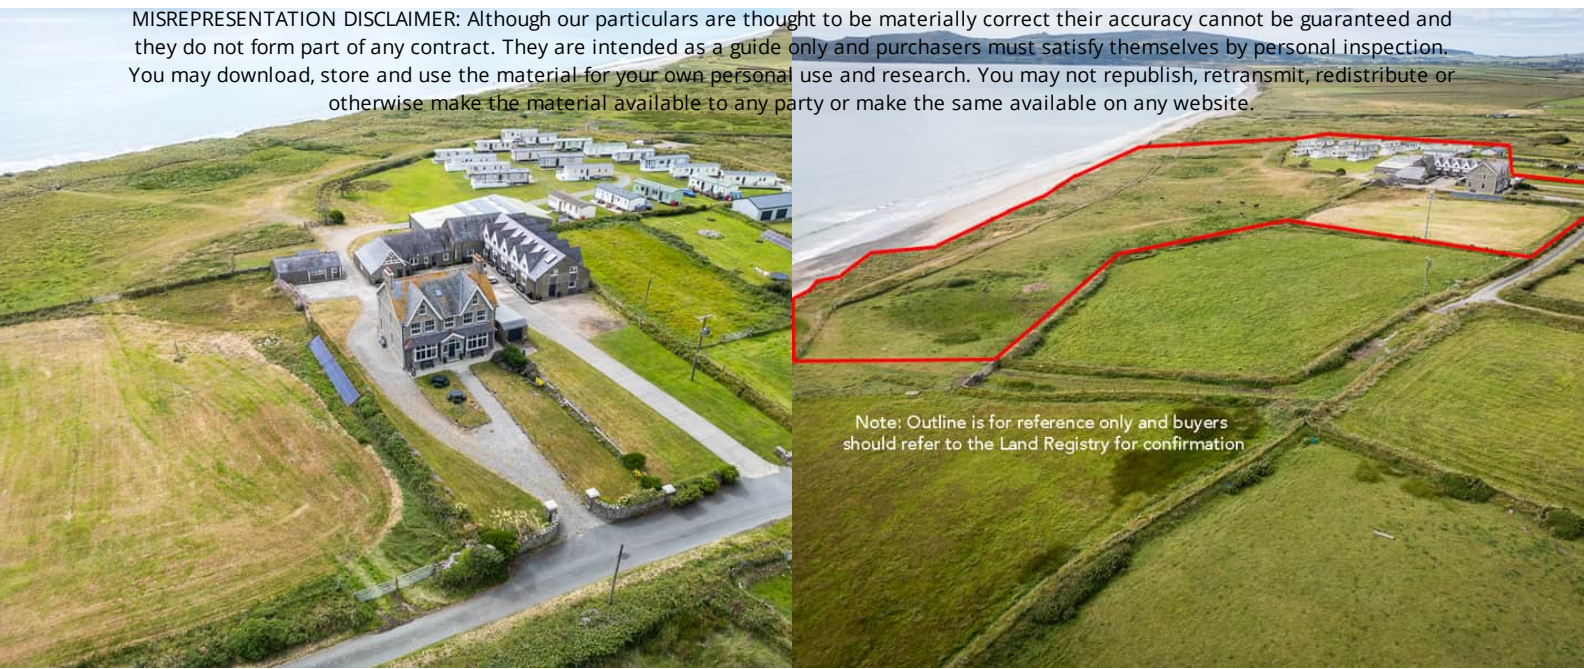 MISREPRESENTATION DISCLAIMER: Although our particulars are thought to be materially correct their accuracy cannot be guaranteed and
they do not form part of any contract. They are intended as a guide only and purchasers must satisfy themselves by personal inspection.
You may download, store and use the material for your own personal use and research. You may not republish, retransmit, redistribute or
otherwise make the material available to any party or make the same available on any website.
Note: Outline is for reference only and buyers
should refer to the Land Registry for confirmation